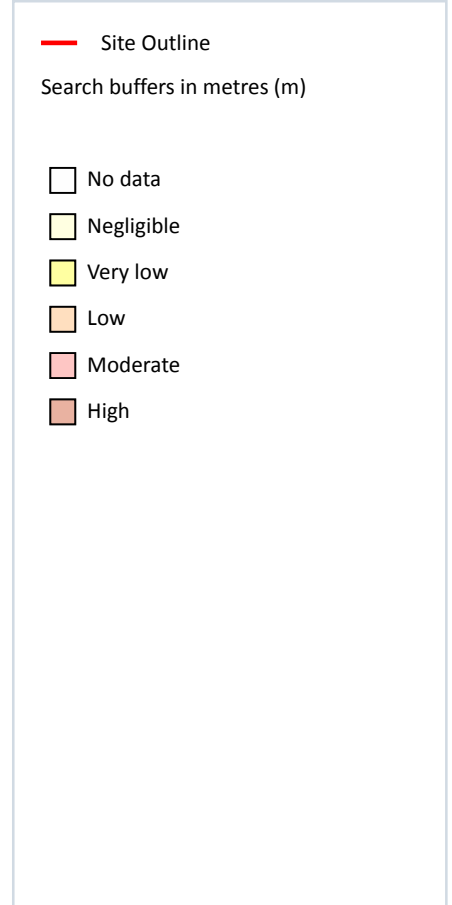 Site Outline
Search buffers in metres (m)
No data
Negligible
Very low
Low
Moderate
High